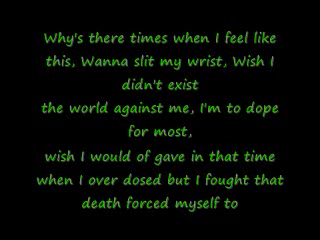 Why's there times when I feel like
this, Wanna slit my wrist, Wish I
didn't exist
the world against me, I'm to dope
for most,
wish I would of gave in that time
when I over dosed but I fought that
death forced myself to